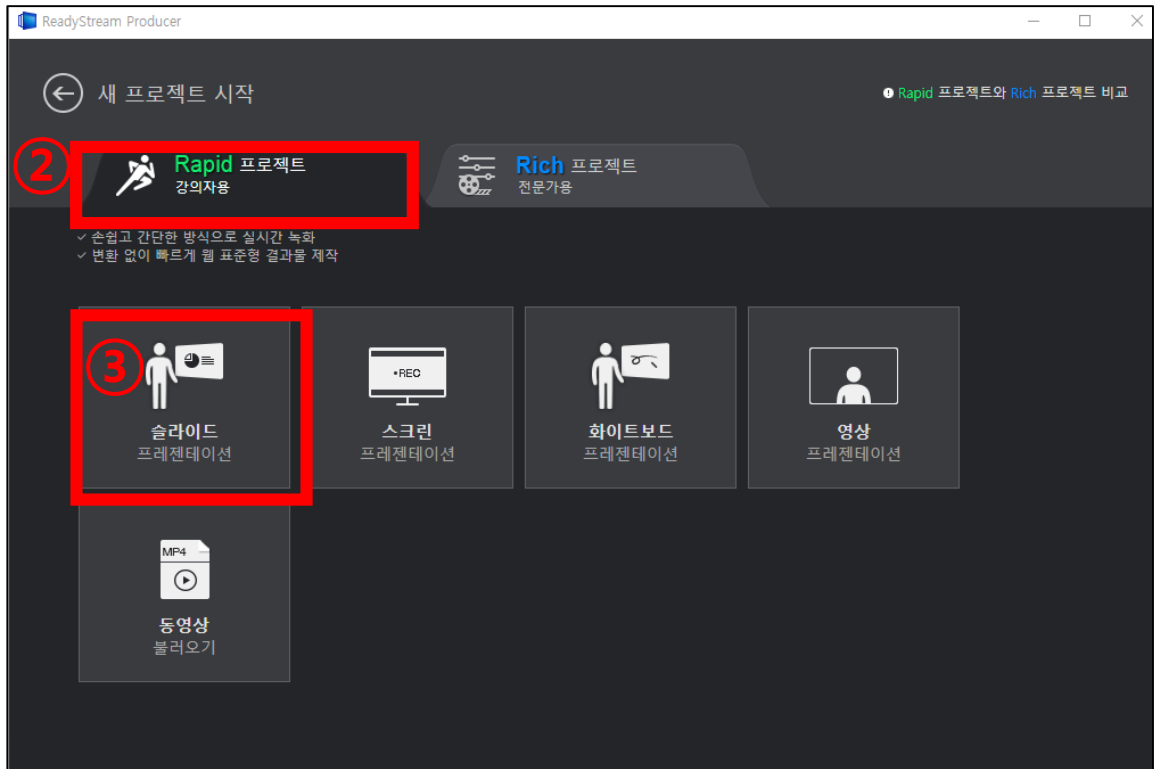 ReadyStream Producer
새 프로젝트 시작
Rapid 프로젝트와 Rich 프로젝트 비교
②
Rapid 프로젝트
강의자용
Rich 프로젝트
전문가용
손쉽고 간단한 방식으로 실시간 녹화
변환 없이 빠르게 웹 표준형 결과물 제작
③
슬라이드
프레젠테이션
•REC
스크린
프레젠테이션
화이트보드
프레젠테이션
영상
프레젠테이션
MP4
동영상
불러오기